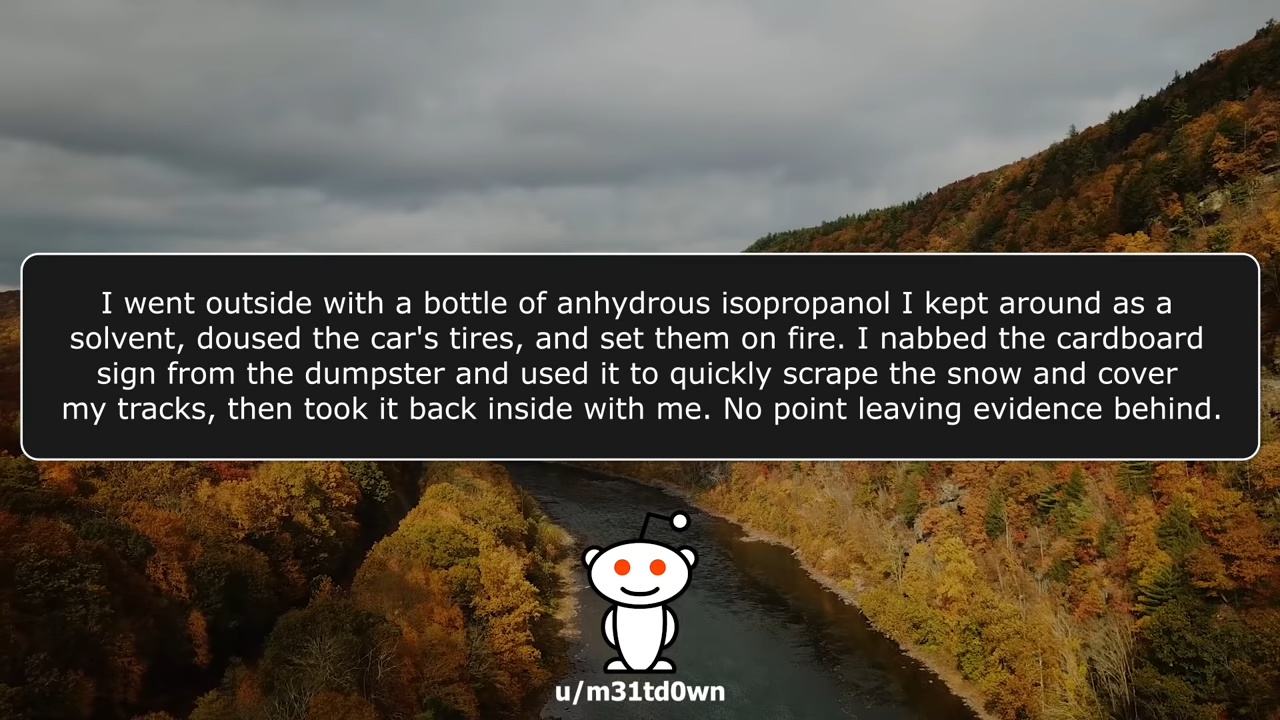 I went outside with a bottle of anhydrous isopropanol I kept around as a
solvent, doused the car's tires, and set them on fire. I nabbed the cardboard
sign from the dumpster and used it to quickly scrape the snow and cover
my tracks, then took it back inside with me. No point leaving evidence behind.
u/m31td0wn